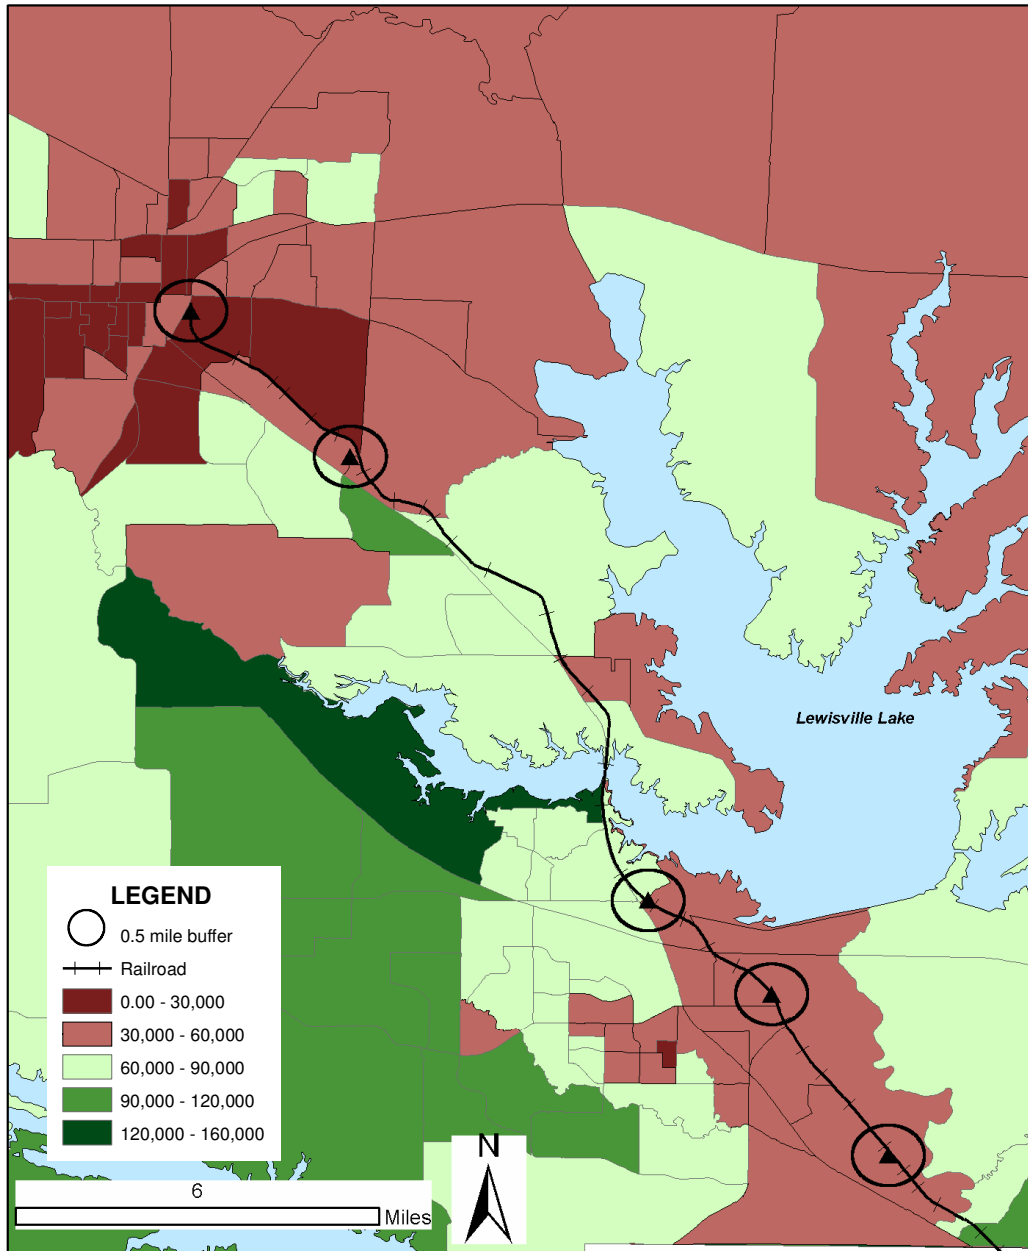 Lewisville Lake
LEGEND
0.5 mile buffer
Railroad
0.00 - 30,000
30,000 - 60,000
60,000 - 90,000
90,000 - 120,000
120,000 - 160,000
N
6
Miles